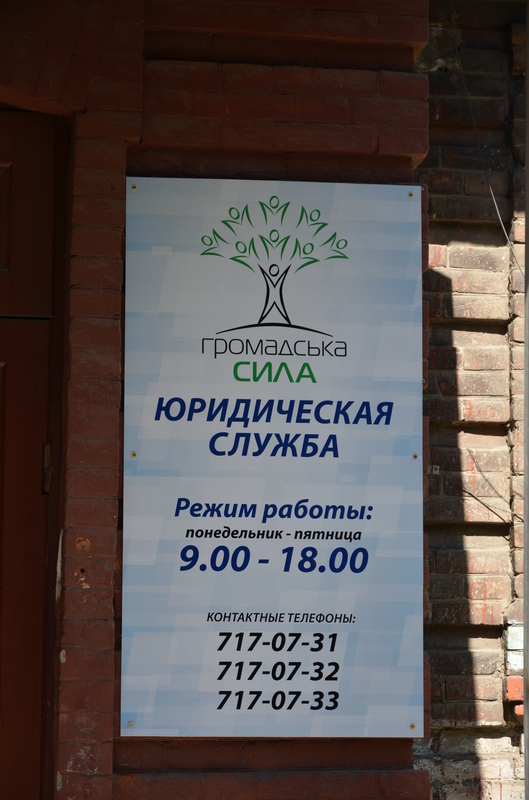 ГРОМАДСЬКА
СИЛА
ЮРИДИЧЕСКАЯ
СЛУЖБА
Режим работы:
понедельник - пятница
9.00 - 18.00
КОНТАКТНЫЕ ТЕЛЕФОНЫ:
717-07-31
717-07-32
717-07-33